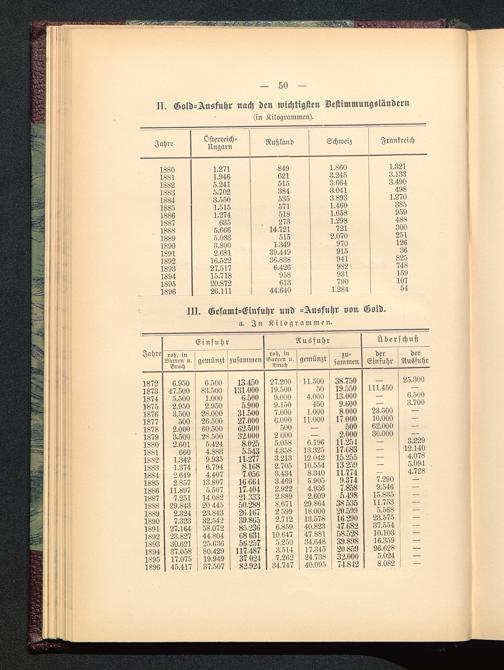 — 50 —
II. Gold=Ausfuhr nach den wichtigsten Bestimmungsländern
(in Kilogrammen).
Jahre Österreich-Ungarn Rußland Schweiz Frankreich
1880 1.271 849 1.860 1.321
1881 1.946 621 3.245 3.133
1882 5.241 515 3.664 3.490
1883 5.702 384 3.041 498
1884 3.550 535 3.893 1.270
1885 1.515 571 1.460 385
1886 1.274 518 1.658 959
1887 635 273 1.298 488
1888 5.666 14.721 721 300
1889 5.033 515 2.070 251
1890 3.800 1.349 970 126
1891 2.681 39.449 915 36
1892 16.522 36.838 941 825
1893 27.517 6.426 982 748
1894 15.718 958 931 159
1895 20.872 613 790 107
1896 26.111 44.640 1.284 54
III. Gesamt=Einfuhr und =Ausfuhr von Gold.
a. In Kilogrammen.
Jahre Einfuhr Ausfuhr Überschuß
roh, in Barren u. Bruch gemünzt zusammen roh, in Barren u. Bruch gemünzt zu-sammen der Einfuhr der Ausfuhr
1872 6.950 6.500 13.450 27.200 11.500 38.750 — 25.300
1873 47.500 83.500 131.000 19.500 50 19.550 111.450 —
1874 5.500 1.000 6.500 9.000 4.000 13.000 — 6.500
1875 2.950 2.950 5.900 9.150 450 9.600 — 3.700
1876 3.500 28.000 31.500 7.000 1.000 8.000 23.500 —
1877 500 26.500 27.000 6.000 11.000 17.000 10.000 —
1878 2.000 60.500 62.500 500 — 500 62.000 —
1879 3.500 28.500 32.000 2 000 — 2.000 30.000 —
1880 2.601 5.424 8.025 5.058 6.196 11.254 — 3.229
1881 660 4.883 5.543 4.358 13.325 17.683 — 12.140
1882 1.342 9.935 11.277 3.213 12.042 15.255 — 4.078
1883 1.374 6.794 8.168 2.705 10.554 13.259 — 5.091
1884 2.649 4.407 7.056 3.434 8.340 11.774 — 4.728
1885 2.857 13.807 16.664 3.469 5.905 9.374 7.290 —
1886 11.897 5.507 17.404 2.922 4.936 7.858 9.546 —
1887 7.251 14.082 21.333 2.889 2.609 5.498 15.835 —
1888 29.843 20 445 50.288 8.671 29.864 38 535 11.753 —
1889 2.324 23.843 26.167 2 599 18.000 20.599 5.568 —
1890 7.323 32.542 39.865 2.712 13.578 16 290 23.575 —
1891 27.164 58.072 85.236 6.859 40.823 47.682 37.554 —
1892 23.827 44.804 68 631 10.647 47.881 58.528 10.103 —
1893 30.621 25.636 56.257 5.250 34.648 39.898 16.359 —
1894 37.058 80.429 117.487 3.514 17.345 20.859 96.628 —
1895 17.075 19.949 37 024 7.262 24.738 32.000 5.024 —
1896 45.417 37.507 82.924 34.747 40.095 74.842 8.082 —